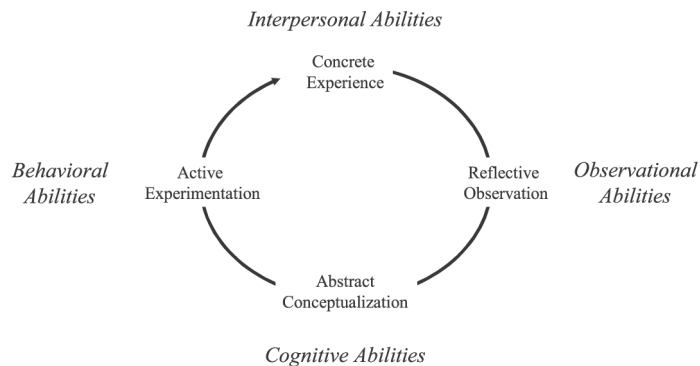 Interpersonal Abilities
Concrete
Experience
Behavioral
Abilities
Active
Experimentation
Reflective
Observation
Observational
Abilities
Abstract
Conceptualization
Cognitive Abilities